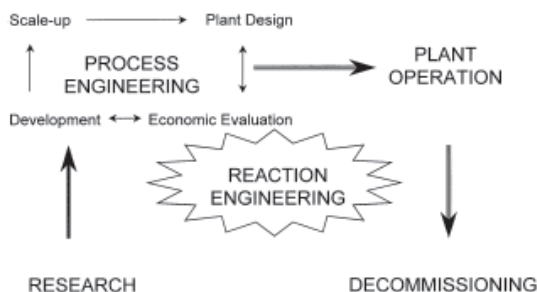 Scale-up
Plant Design
PROCESS
ENGINEERING
PLANT
OPERATION
Development
Economic Evaluation
REACTION
ENGINEERING
RESEARCH
DECOMMISSIONING